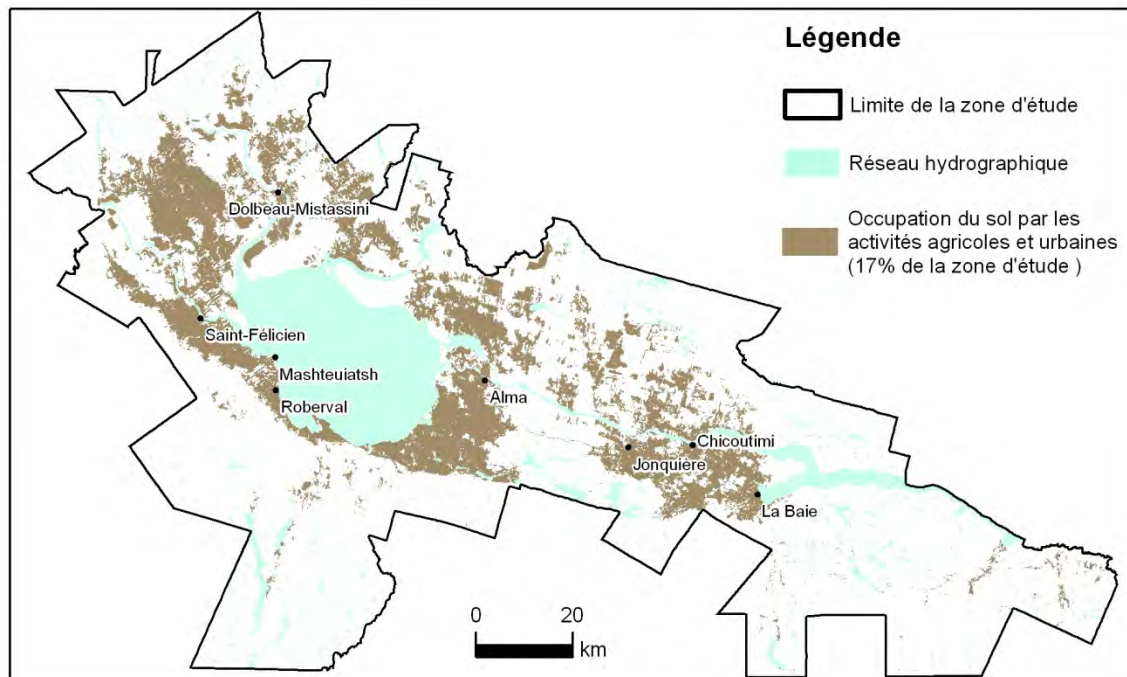 Légende
Limite de la zone d'étude
Réseau hydrographique
Occupation du sol par les
activités agricoles et urbaines
(17% de la zone d'étude )
Dolbeau-Mistassini
Saint-Félicien
Mashteuiatsh
Roberval
Alma
Chicoutimi
Jonquière
La Baie
0 20
km